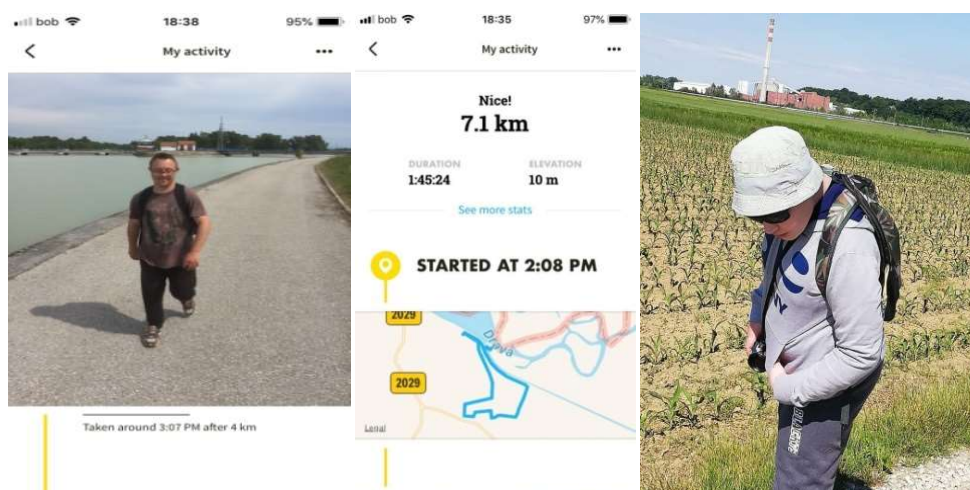 bob 18:38 95%
My activity
Taken around 3:07 PM after 4 km
bob 18:35 97%
My activity
Nice!
7.1 km
DURATION ELEVATION
1:45:24 10 m
See more stats
STARTED AT 2:08 PM
2029
Drava
2029